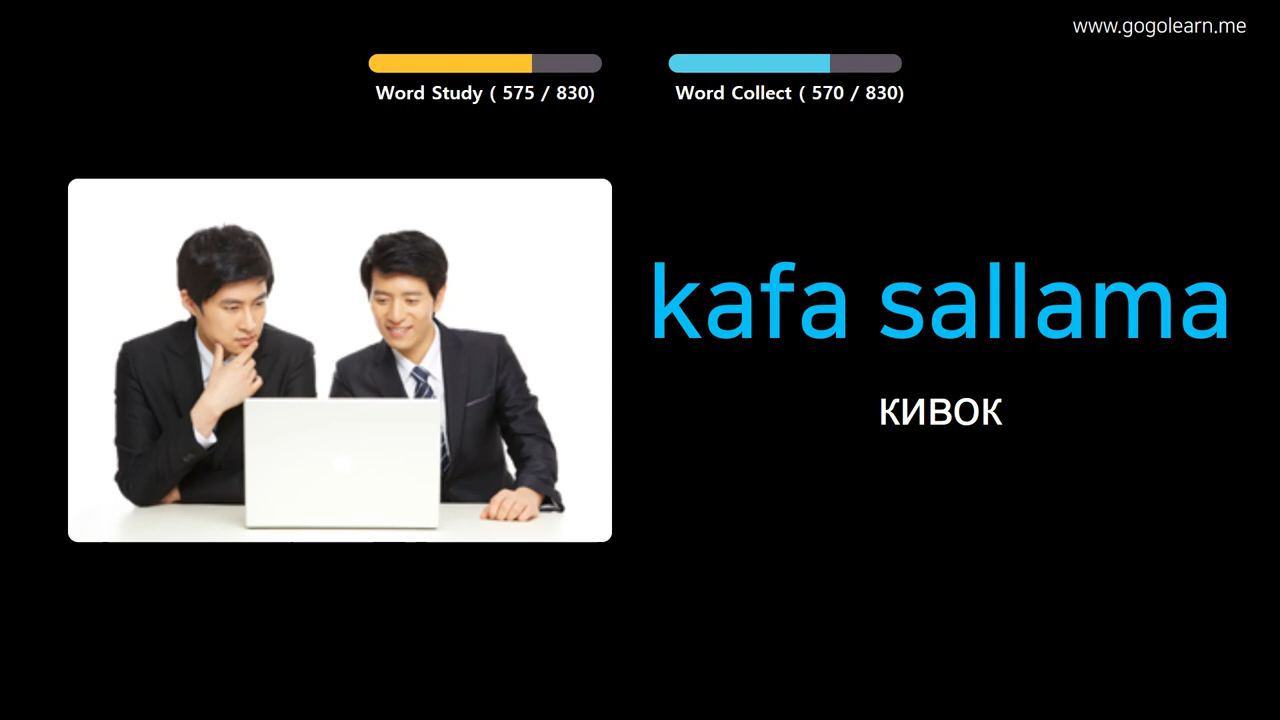 www.gogolearn.me
Word Study ( 575 / 830)
Word Collect ( 570 / 830)
kafa sallama
кивок